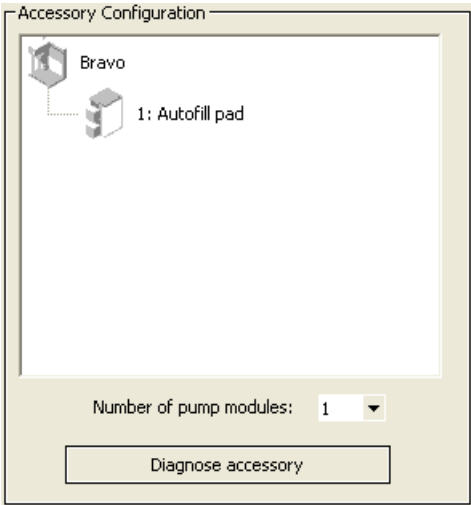 Accessory Configuration
Bravo
1: Autofill pad
Number of pump modules: 1
Diagnose accessory